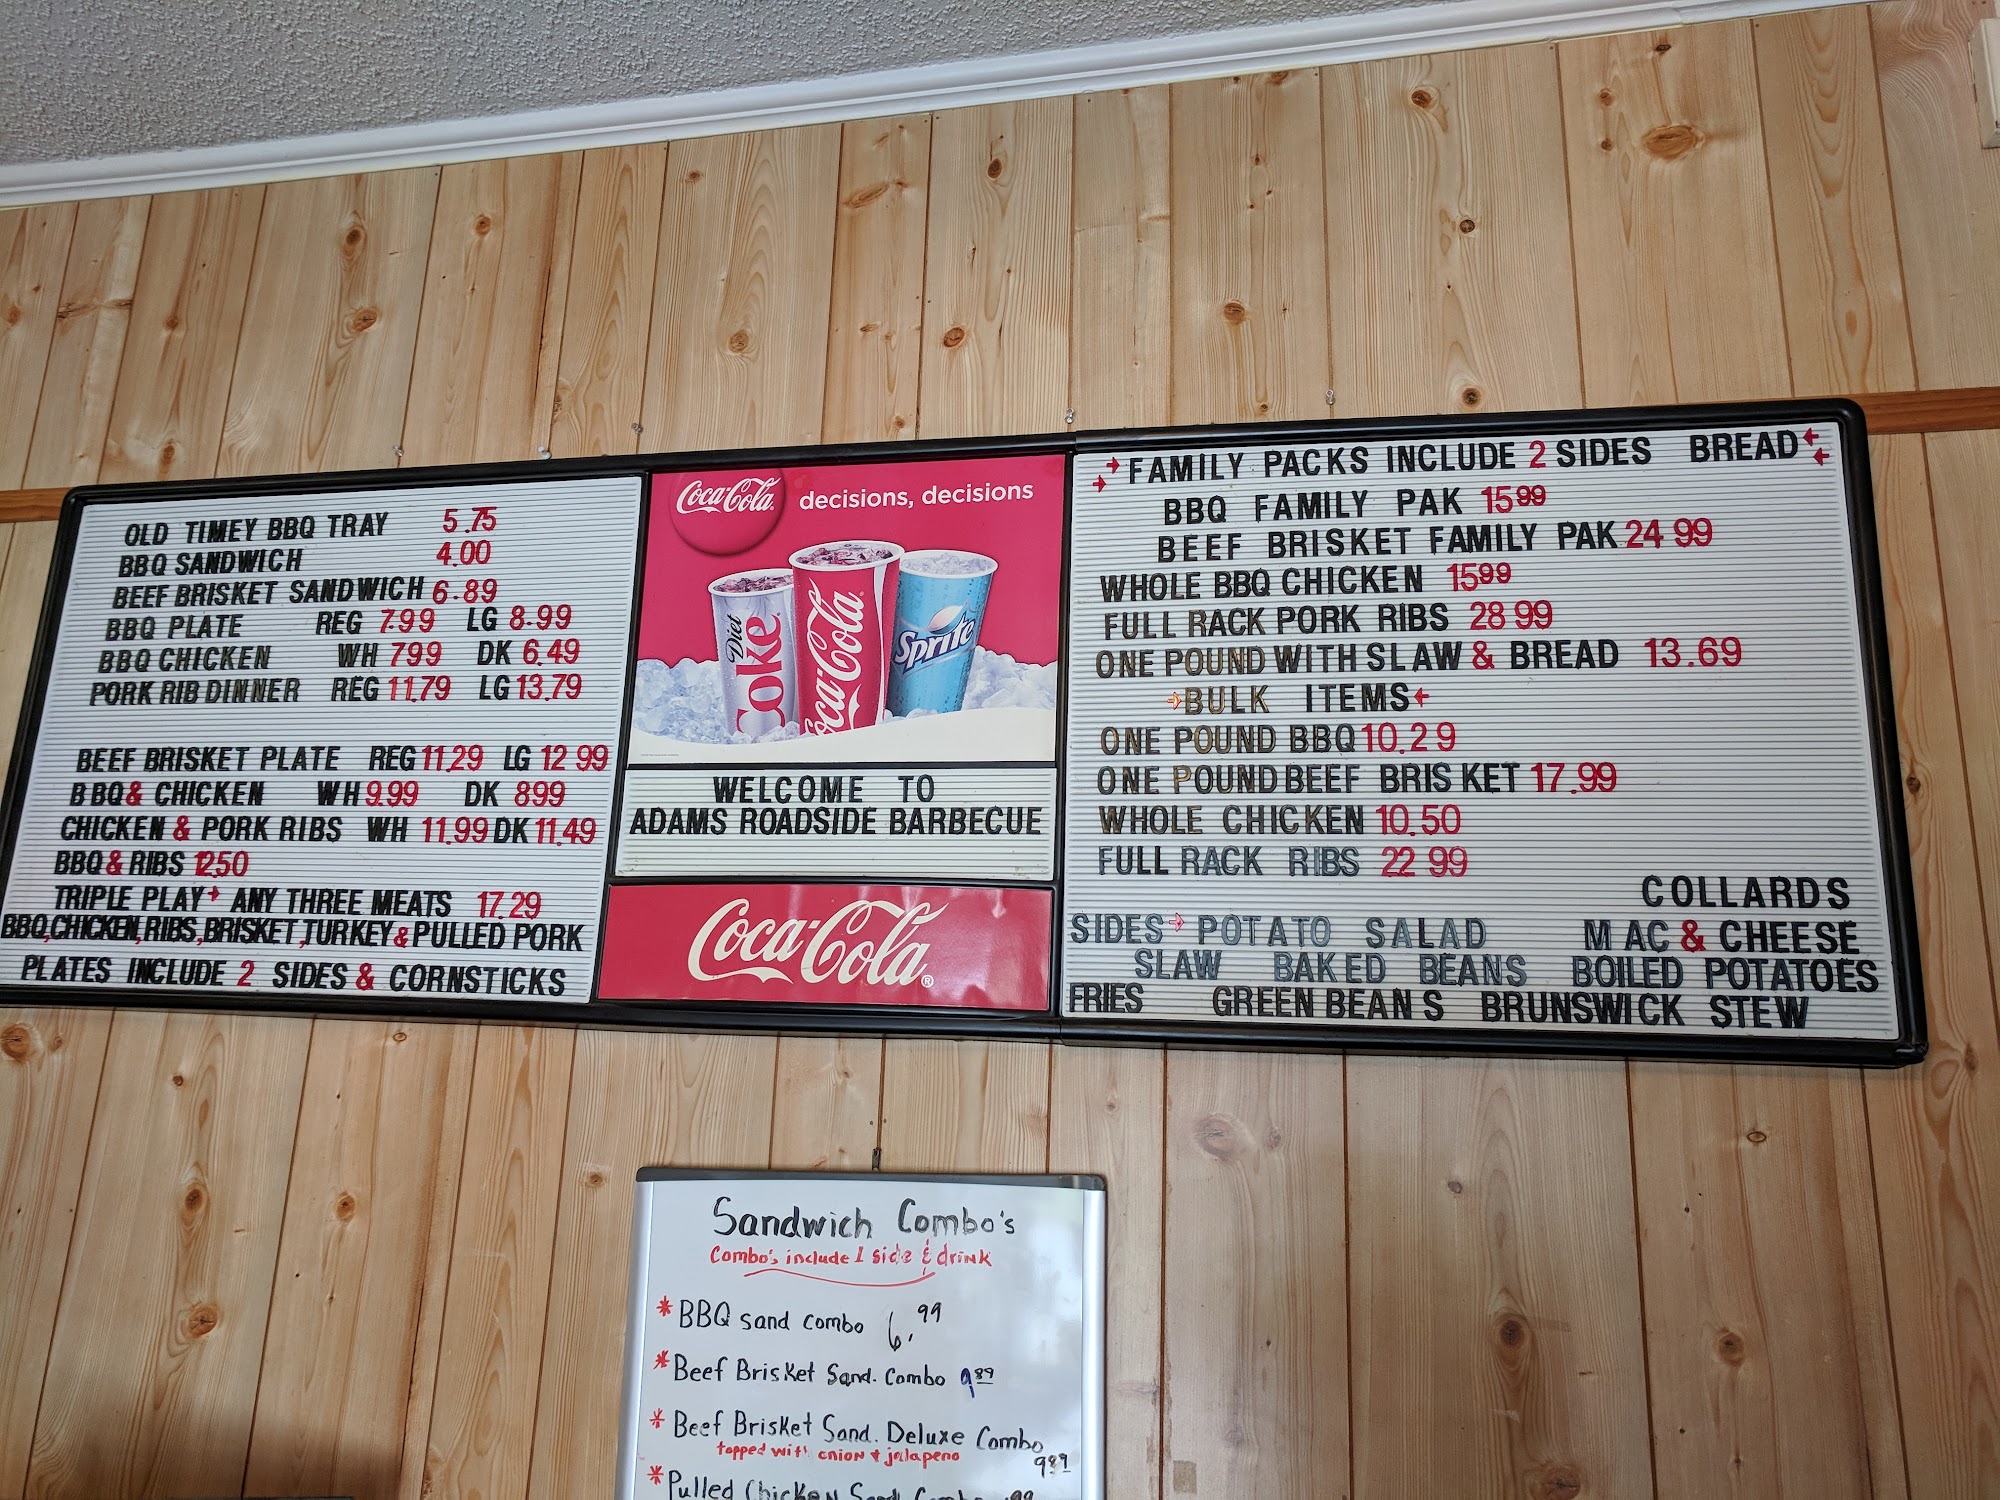 OLD TIMEY BBQ TRAY 5.75
BBQ SANDWICH 4.00
BEEF BRISKET SANDWICH 6.89
BBQ PLATE REG 7.99 LG 8.99
BBQ CHICKEN WH 799 DK 6.49
PORK RIB DINNER REG 11.79 LG 13.79
BEEF BRISKET PLATE REG 11.29 LG 12 99
BBQ & CHICKEN WH 9.99 DK 899
CHICKEN & PORK RIBS WH 11.99 DK 11.49
BBQ & RIBS 12.50
TRIPLE PLAY → ANY THREE MEATS 17.29
BBQ, CHICKEN, RIBS, BRISKET, TURKEY & PULLED PORK
PLATES INCLUDE 2 SIDES & CORNSTICKS
Coca-Cola decisions, decisions
Diet Coke
Coca-Cola
Sprite
WELCOME TO
ADAMS ROADSIDE BARBECUE
Coca-Cola®
FAMILY PACKS INCLUDE 2 SIDES BREAD
BBQ FAMILY PAK 15 99
BEEF BRISKET FAMILY PAK 24 99
WHOLE BBQ CHICKEN 15 99
FULL RACK PORK RIBS 28 99
ONE POUND WITH SLAW & BREAD 13.69
→ BULK ITEMS ←
ONE POUND BBQ 10.29
ONE POUND BEEF BRISKET 17.99
WHOLE CHICKEN 10.50
FULL RACK RIBS 22 99
COLLARDS
SIDES → POTATO SALAD MAC & CHEESE
SLAW BAKED BEANS BOILED POTATOES
FRIES GREEN BEANS BRUNSWICK STEW
Sandwich Combo's
Combo's include 1 side & drink
* BBQ sand combo 6.99
* Beef Brisket Sand. Combo 9 89
* Beef Brisket Sand. Deluxe Combo
topped with onion + jalapeno
9 89
* Pulled Chicken Sand. Combo